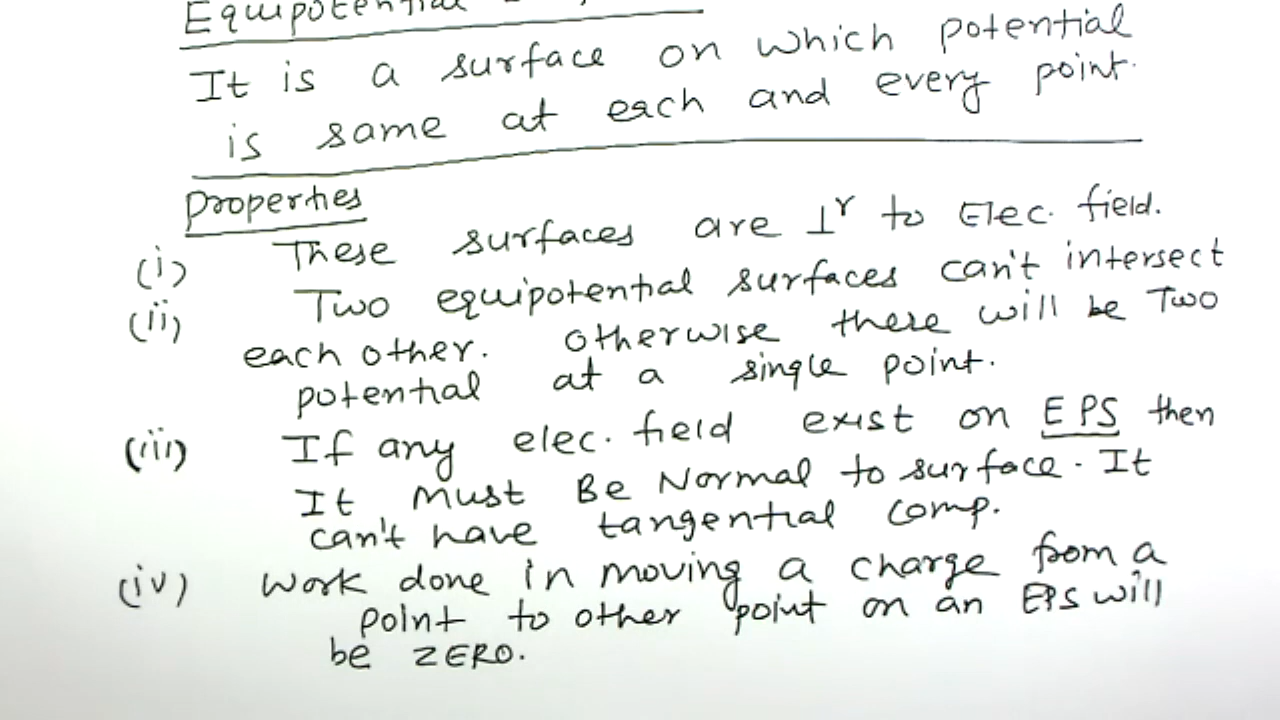 Equipotential
It is a surface on which potential
is same at each and every point.
Properties
(i) These surfaces are ⊥r to Elec. field.
(ii) Two equipotential surfaces can't intersect
each other. otherwise there will be Two
potential at a single point.
(iii) If any elec. field exist on EPS then
It Must Be Normal to surface. It
can't have tangential comp.
(iv) Work done in moving a charge from a
point to other point on an EPS will
be ZERO.